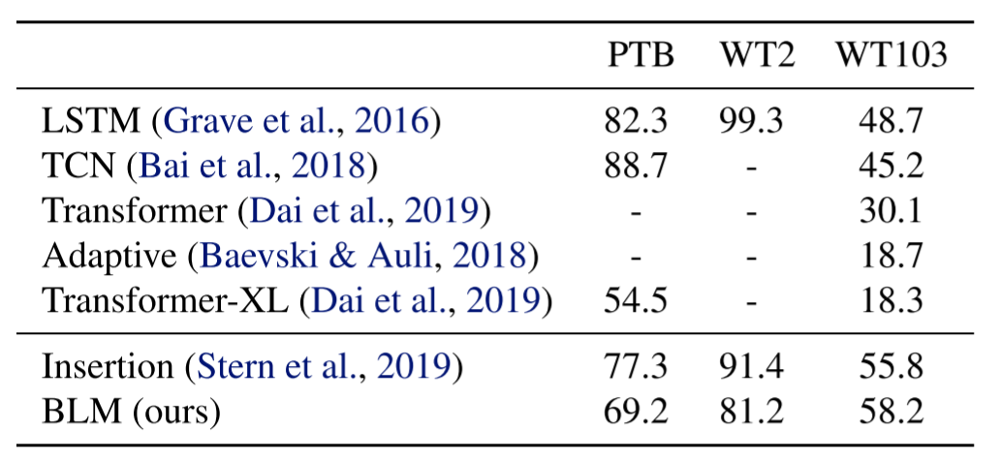 PTB WT2 WT103
LSTM (Grave et al., 2016) 82.3 99.3 48.7
TCN (Bai et al., 2018) 88.7 - 45.2
Transformer (Dai et al., 2019) - - 30.1
Adaptive (Baevski & Auli, 2018) - - 18.7
Transformer-XL (Dai et al., 2019) 54.5 - 18.3
Insertion (Stern et al., 2019) 77.3 91.4 55.8
BLM (ours) 69.2 81.2 58.2